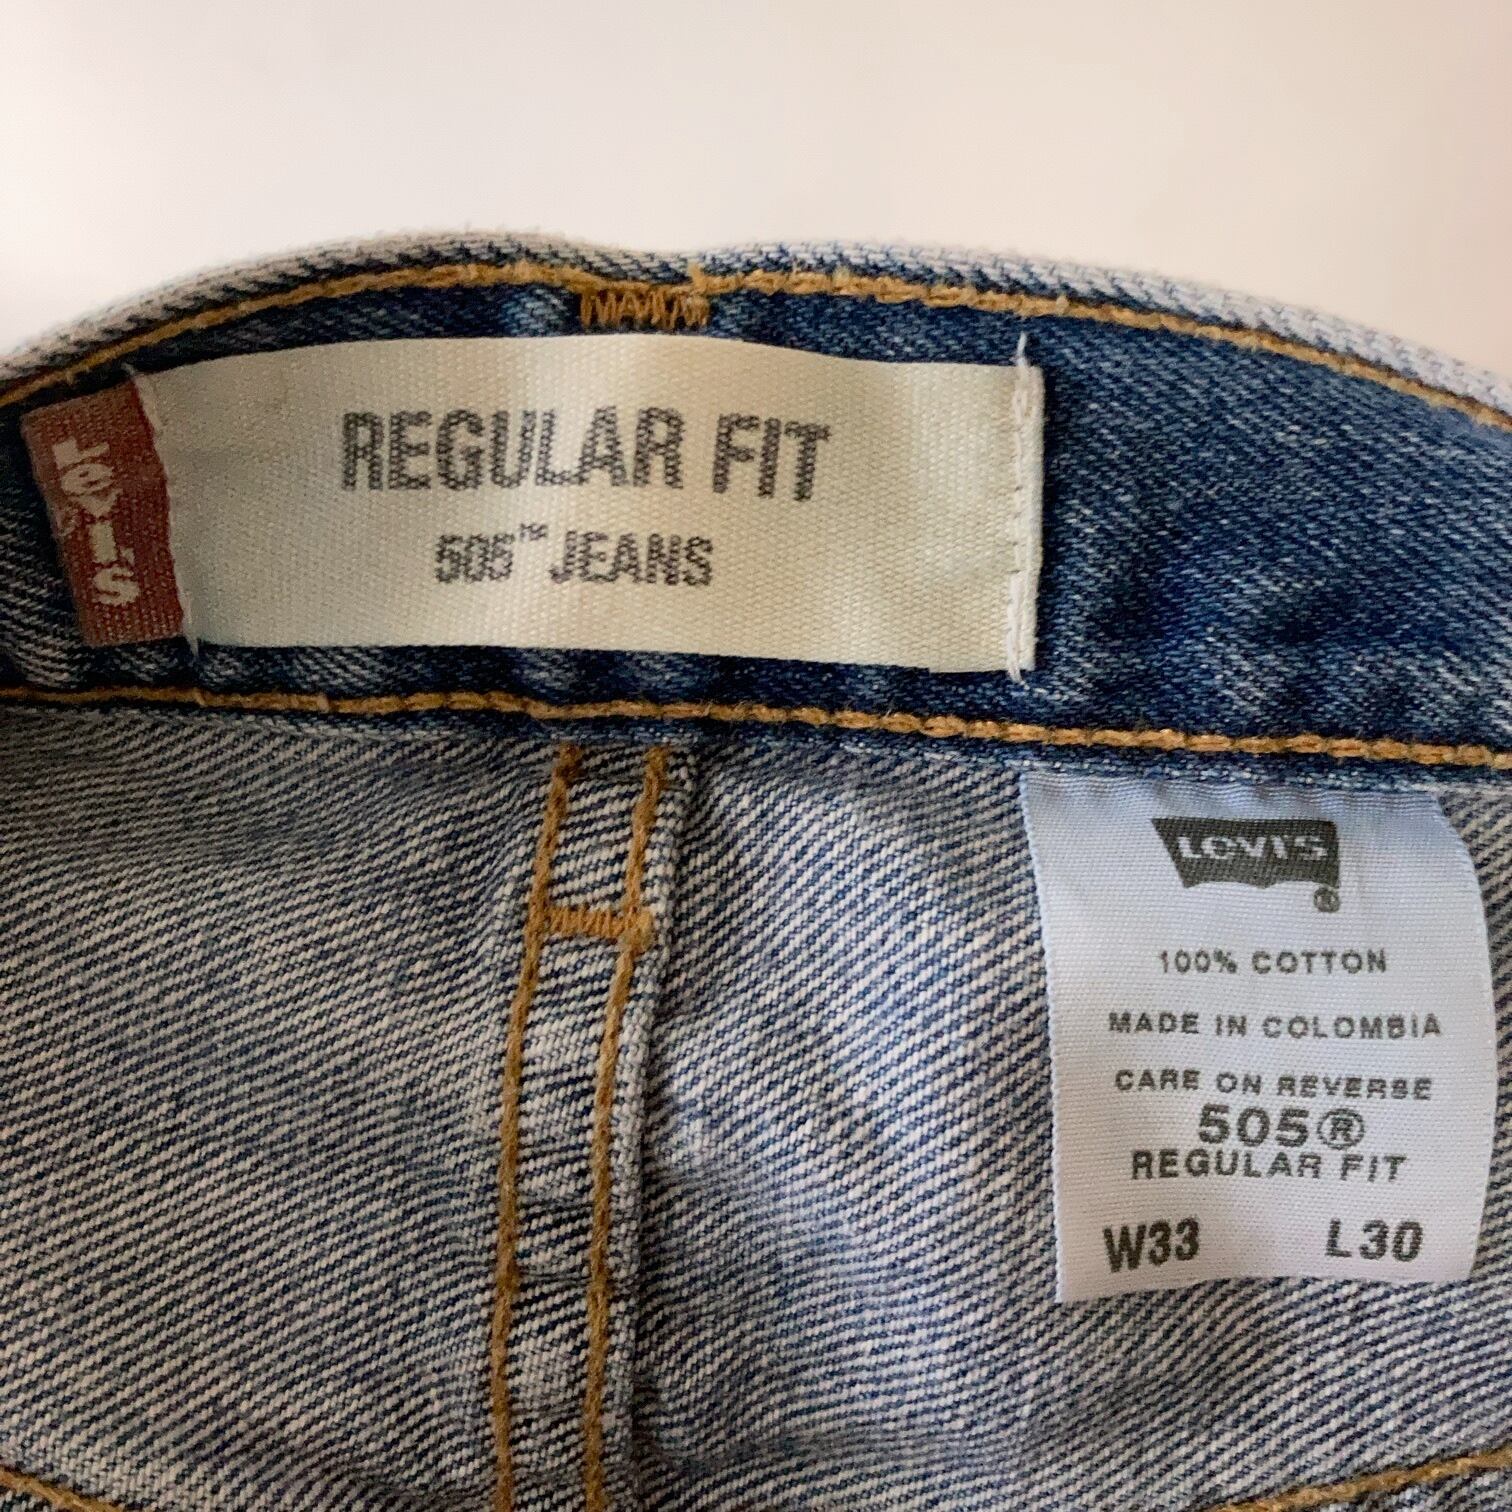 LEVI'S
REGULAR FIT
505™ JEANS
LEVI'S
®
100% COTTON
MADE IN COLOMBIA
CARE ON REVERSE
505®
REGULAR FIT
W33 L30